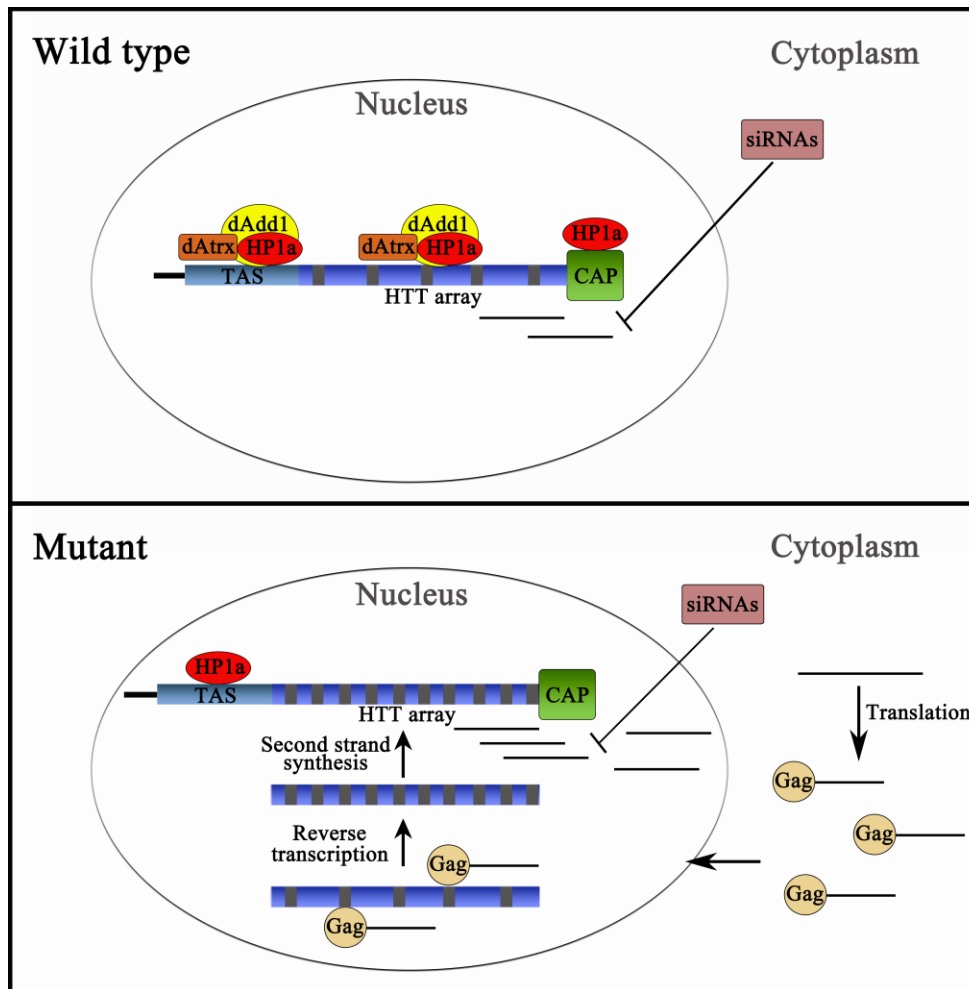 Wild type
Cytoplasm
Nucleus
siRNAs
dAdd1
dAtrx
HP1a
TAS
dAdd1
dAtrx
HP1a
HP1a
CAP
HTT array
Mutant
Cytoplasm
Nucleus
siRNAs
HP1a
TAS
CAP
HTT array
Second strand
synthesis
Reverse
transcription
Gag
Gag
Translation
Gag
Gag
Gag